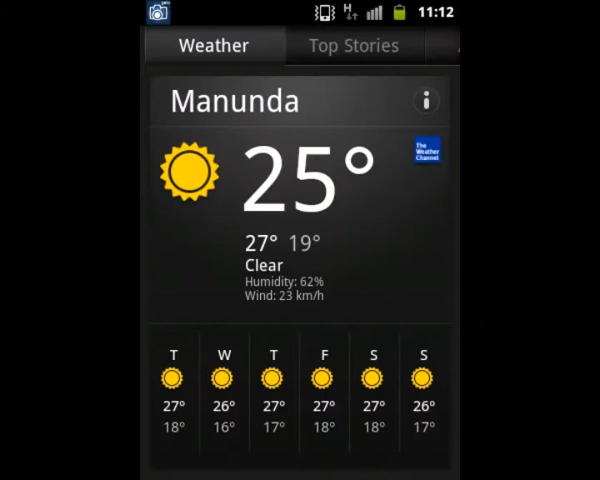 H 11:12
Weather Top Stories
Manunda
25°
The
Weather
Channel
27° 19°
Clear
Humidity: 62%
Wind: 23 km/h
T W T F S S
27° 26° 27° 27° 27° 26°
18° 16° 17° 18° 18° 17°